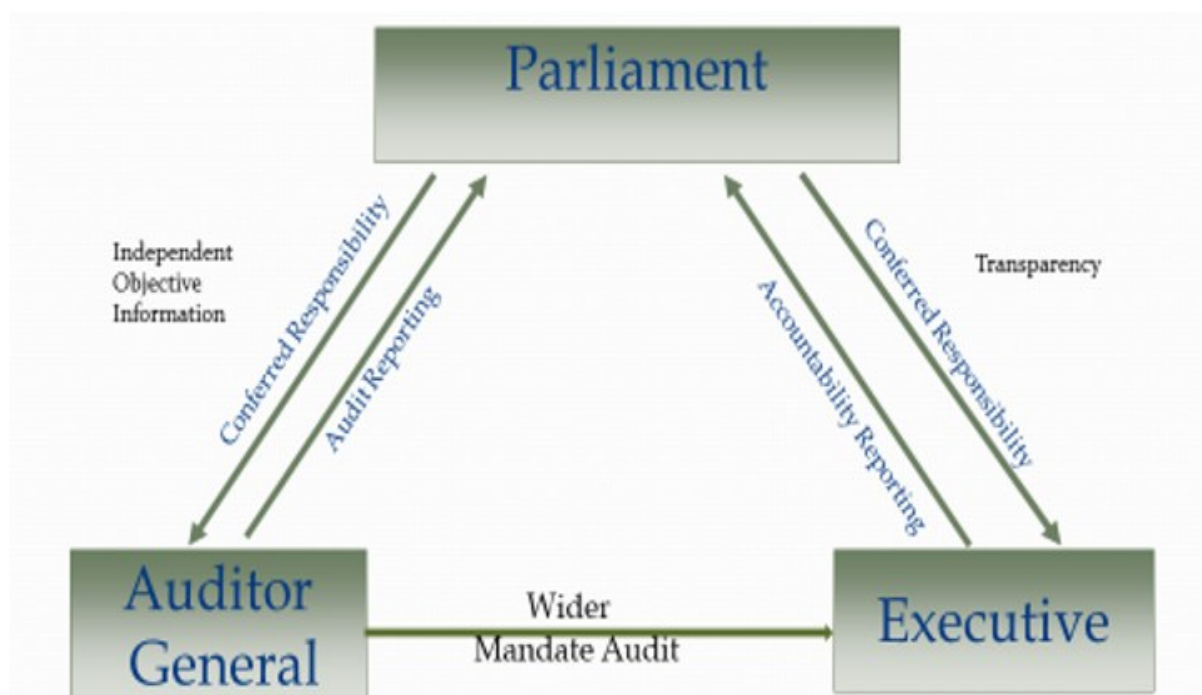 Parliament
Independent
Objective
Information
Conferred Responsibility
Audit Reporting
Accountability Reporting
Conferred Responsibility
Transparency
Auditor
General
Wider
Mandate Audit
Executive